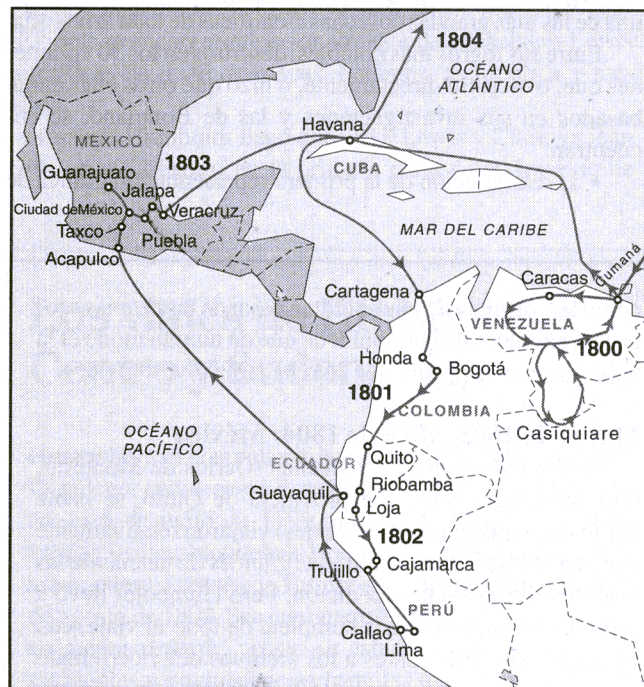 1804
OCÉANO
ATLÁNTICO
Havana
MEXICO
1803
CUBA
Guanajuato
Jalapa
Ciudad de México
Veracruz
Taxco
Puebla
Acapulco
MAR DEL CARIBE
Cumaná
Cartagena
Caracas
VENEZUELA
1800
Honda
Bogotá
1801
COLOMBIA
Casiquiare
OCÉANO
PACÍFICO
Quito
ECUADOR
Riobamba
Guayaquil
Loja
1802
Cajamarca
Trujillo
PERÚ
Callao
Lima